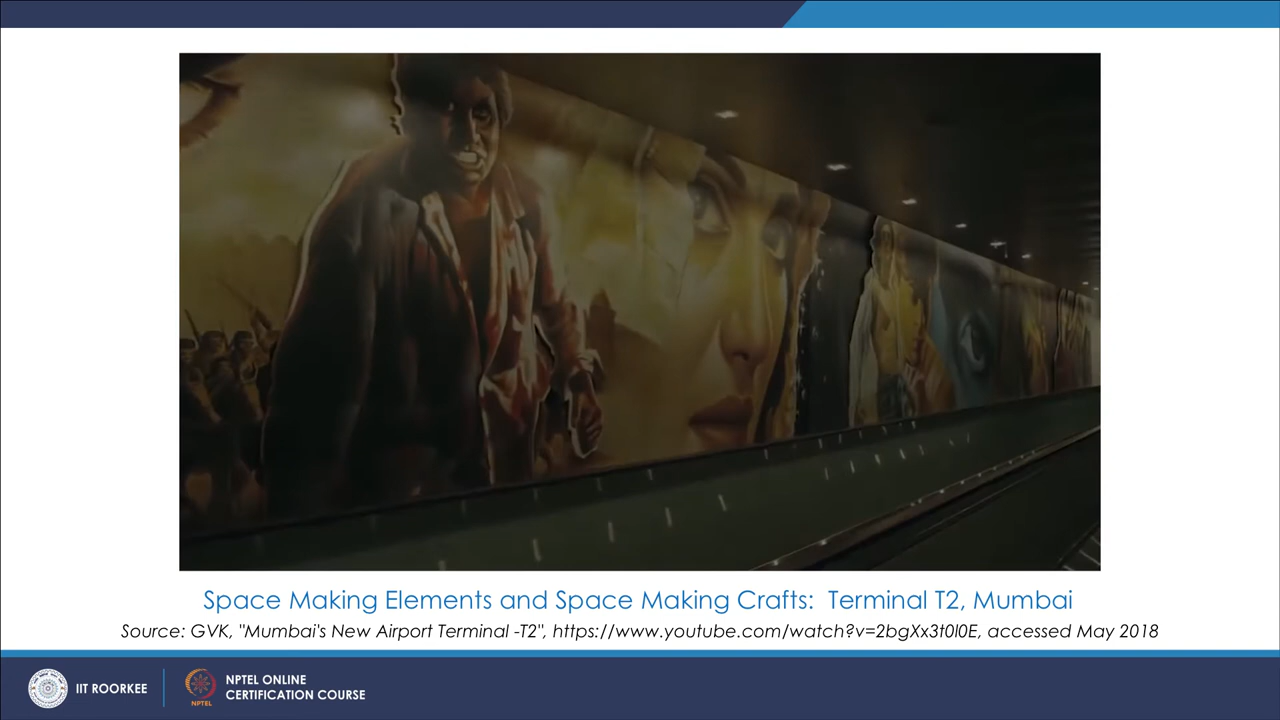 Space Making Elements and Space Making Crafts: Terminal T2, Mumbai
Source: GVK, "Mumbai's New Airport Terminal -T2", https://www.youtube.com/watch?v=2bgXx3t0l0E, accessed May 2018
IIT ROORKEE
NPTEL
NPTEL ONLINE
CERTIFICATION COURSE